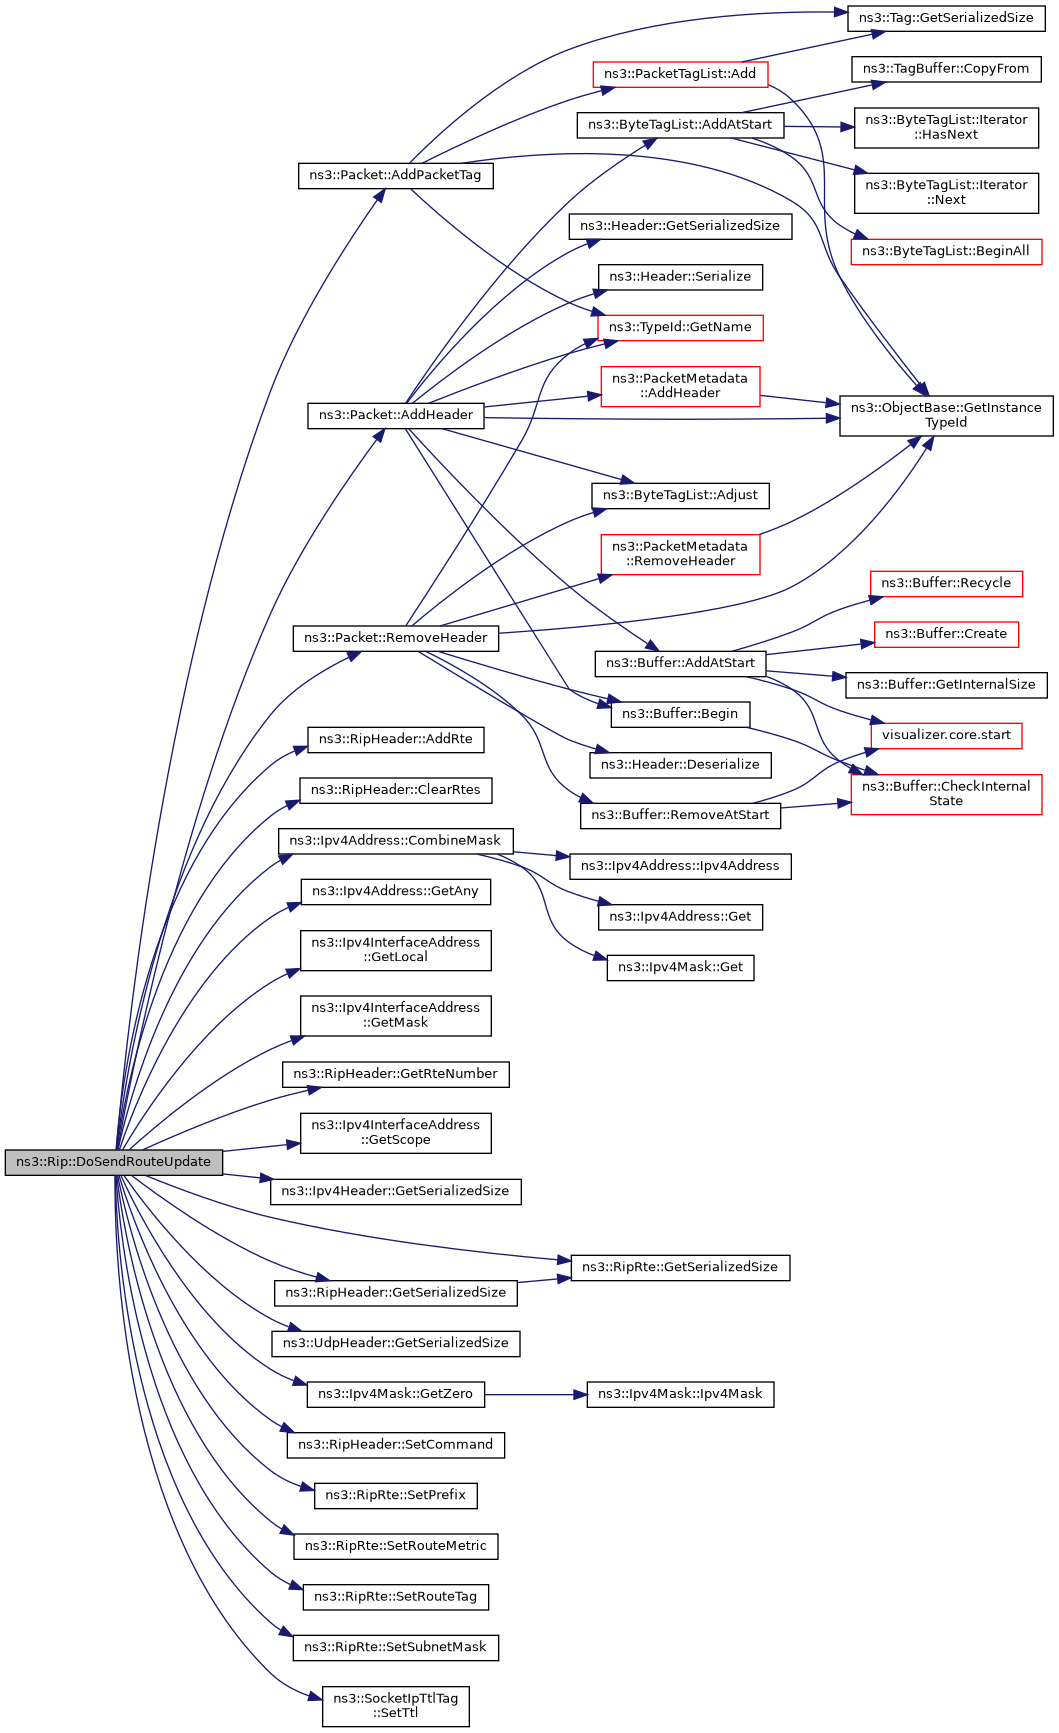 ns3::Tag::GetSerializedSize
ns3::PacketTagList::Add
ns3::TagBuffer::CopyFrom
ns3::ByteTagList::AddAtStart
ns3::ByteTagList::Iterator
::HasNext
ns3::Packet::AddPacketTag
ns3::ByteTagList::Iterator
::Next
ns3::Header::GetSerializedSize
ns3::ByteTagList::BeginAll
ns3::Header::Serialize
ns3::TypeId::GetName
ns3::PacketMetadata
::AddHeader
ns3::Packet::AddHeader
ns3::ObjectBase::GetInstance
TypeId
ns3::ByteTagList::Adjust
ns3::PacketMetadata
::RemoveHeader
ns3::Buffer::Recycle
ns3::Packet::RemoveHeader
ns3::Buffer::Create
ns3::Buffer::AddAtStart
ns3::Buffer::GetInternalSize
ns3::Buffer::Begin
visualizer.core.start
ns3::RipHeader::AddRte
ns3::Header::Deserialize
ns3::RipHeader::ClearRtes
ns3::Buffer::CheckInternal
State
ns3::Buffer::RemoveAtStart
ns3::Ipv4Address::CombineMask
ns3::Ipv4Address::Ipv4Address
ns3::Ipv4Address::GetAny
ns3::Ipv4Address::Get
ns3::Ipv4InterfaceAddress
::GetLocal
ns3::Ipv4Mask::Get
ns3::Ipv4InterfaceAddress
::GetMask
ns3::RipHeader::GetRteNumber
ns3::Ipv4InterfaceAddress
::GetScope
ns3::Rip::DoSendRouteUpdate
ns3::Ipv4Header::GetSerializedSize
ns3::RipRte::GetSerializedSize
ns3::RipHeader::GetSerializedSize
ns3::UdpHeader::GetSerializedSize
ns3::Ipv4Mask::GetZero
ns3::Ipv4Mask::Ipv4Mask
ns3::RipHeader::SetCommand
ns3::RipRte::SetPrefix
ns3::RipRte::SetRouteMetric
ns3::RipRte::SetRouteTag
ns3::RipRte::SetSubnetMask
ns3::SocketIpTtlTag
::SetTtl